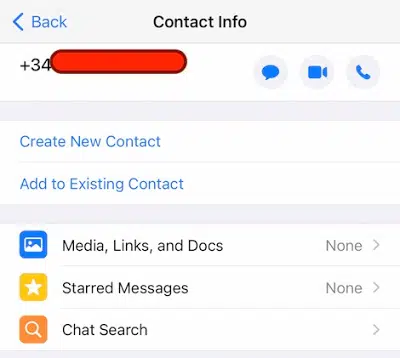 Back Contact Info
+34
Create New Contact
Add to Existing Contact
Media, Links, and Docs None
Starred Messages None
Chat Search